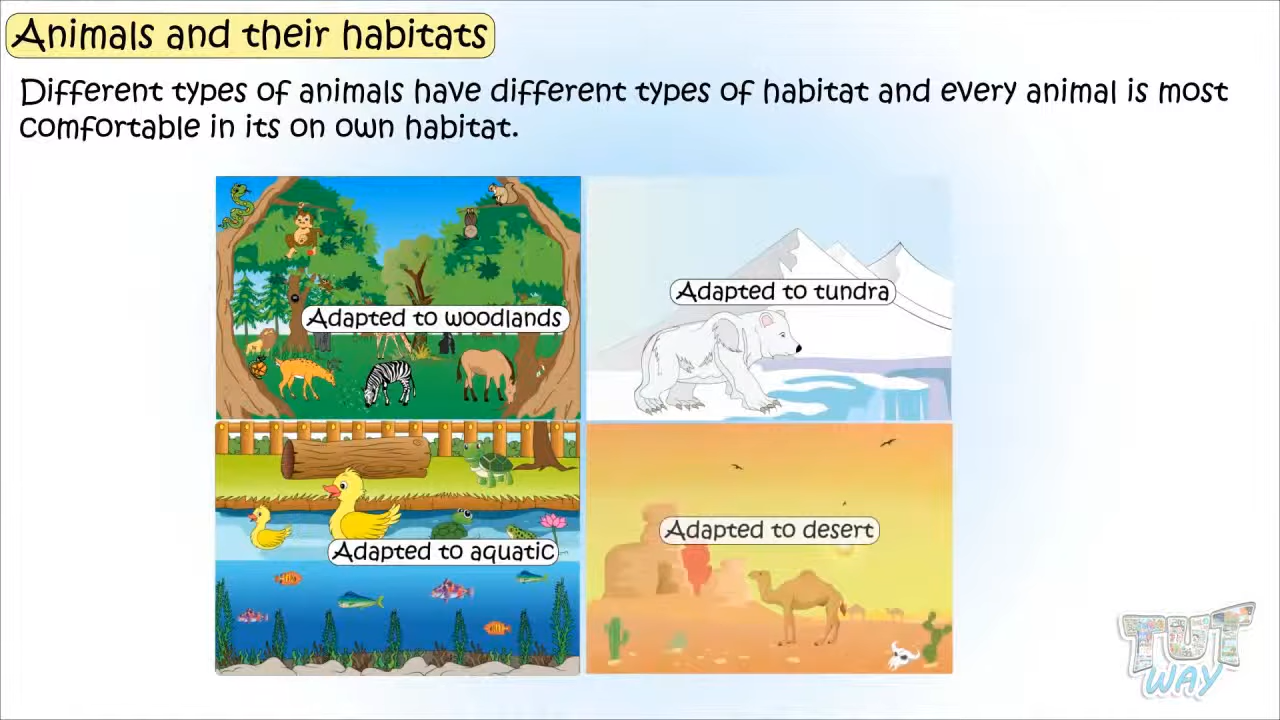 Animals and their habitats
Different types of animals have different types of habitat and every animal is most
comfortable in its on own habitat.
Adapted to woodlands
Adapted to tundra
Adapted to aquatic
Adapted to desert
TUT
WAY